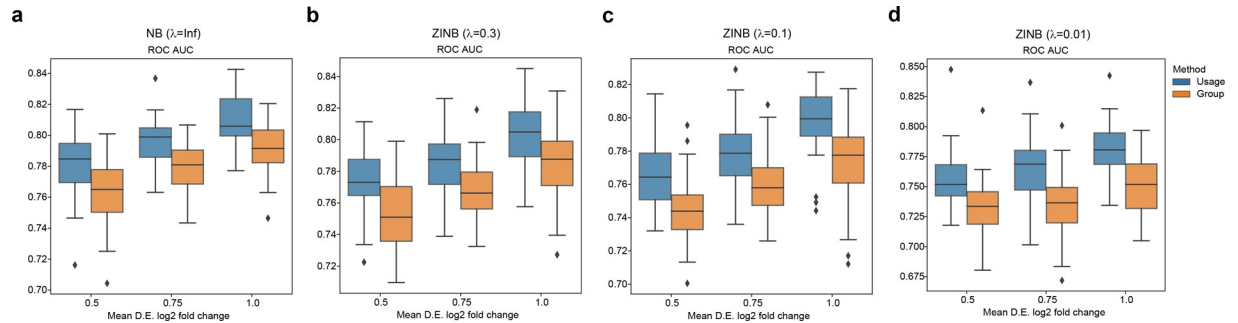 a
NB (λ=Inf)
ROC AUC
0.84
0.82
0.80
0.78
0.76
0.74
0.72
0.70
0.5
0.75
1.0
Mean D.E. log2 fold change
b
ZINB (λ=0.3)
ROC AUC
0.84
0.82
0.80
0.78
0.76
0.74
0.72
0.5
0.75
1.0
Mean D.E. log2 fold change
c
ZINB (λ=0.1)
ROC AUC
0.82
0.80
0.78
0.76
0.74
0.72
0.70
0.5
0.75
1.0
Mean D.E. log2 fold change
d
ZINB (λ=0.01)
ROC AUC
0.850
0.825
0.800
0.775
0.750
0.725
0.700
0.675
0.5
0.75
1.0
Mean D.E. log2 fold change
Method
Usage
Group